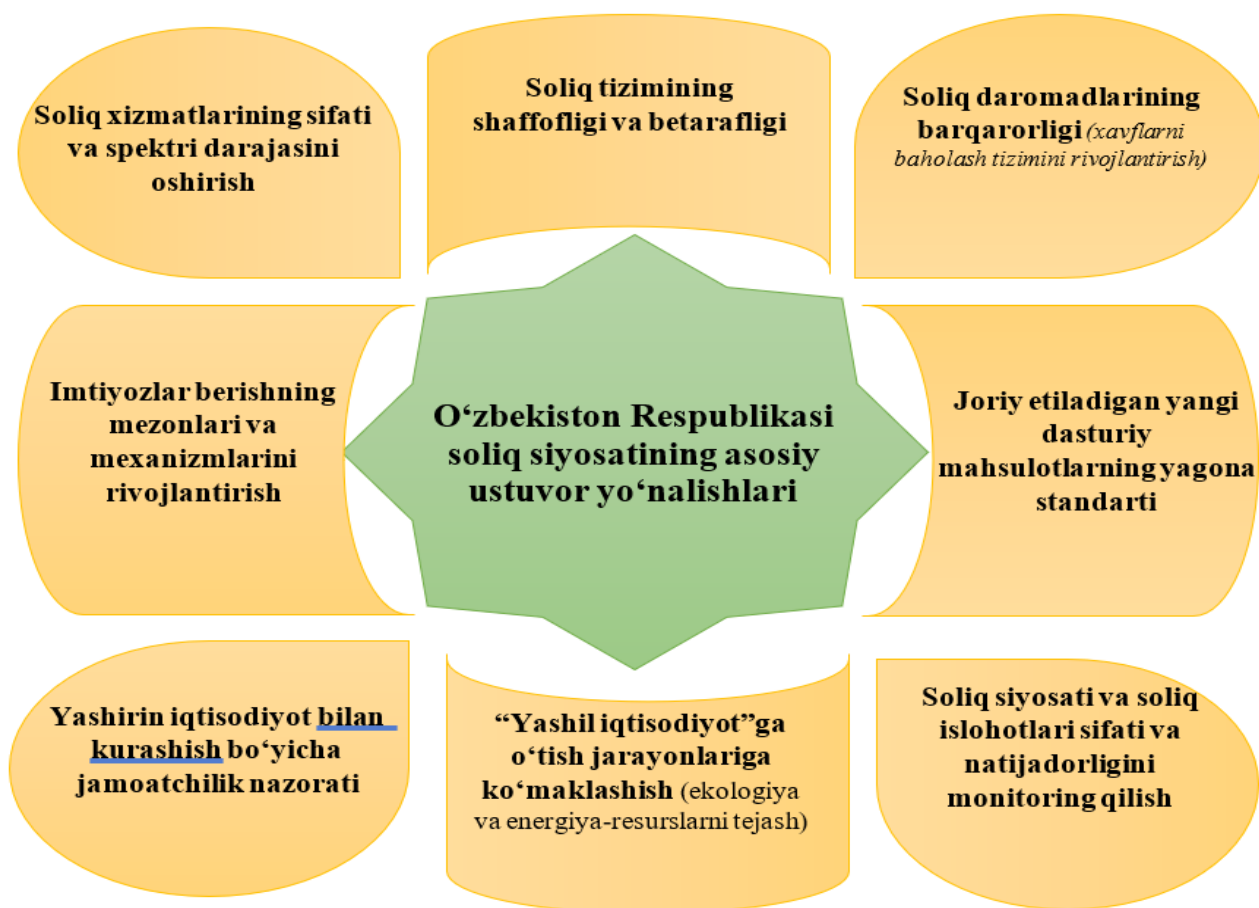 Soliq xizmatlarining sifati
va spektri darajasini
oshirish
Soliq tizimining
shaffofligi va betarafligi
Soliq daromadlarining
barqarorligi (xavflarni
baholash tizimini rivojlantirish)
Imtiyozlar berishning
mezonlari va
mexanizmlarini
rivojlantirish
O‘zbekiston Respublikasi
soliq siyosatining asosiy
ustuvor yo‘nalishlari
Joriy etiladigan yangi
dasturiy
mahsulotlarning yagona
standarti
Yashirin iqtisodiyot bilan
kurashish bo‘yicha
jamoatchilik nazorati
“Yashil iqtisodiyot”ga
o‘tish jarayonlariga
ko‘maklashish (ekologiya
va energiya-resurslarni tejash)
Soliq siyosati va soliq
islohotlari sifati va
natijadorligini
monitoring qilish